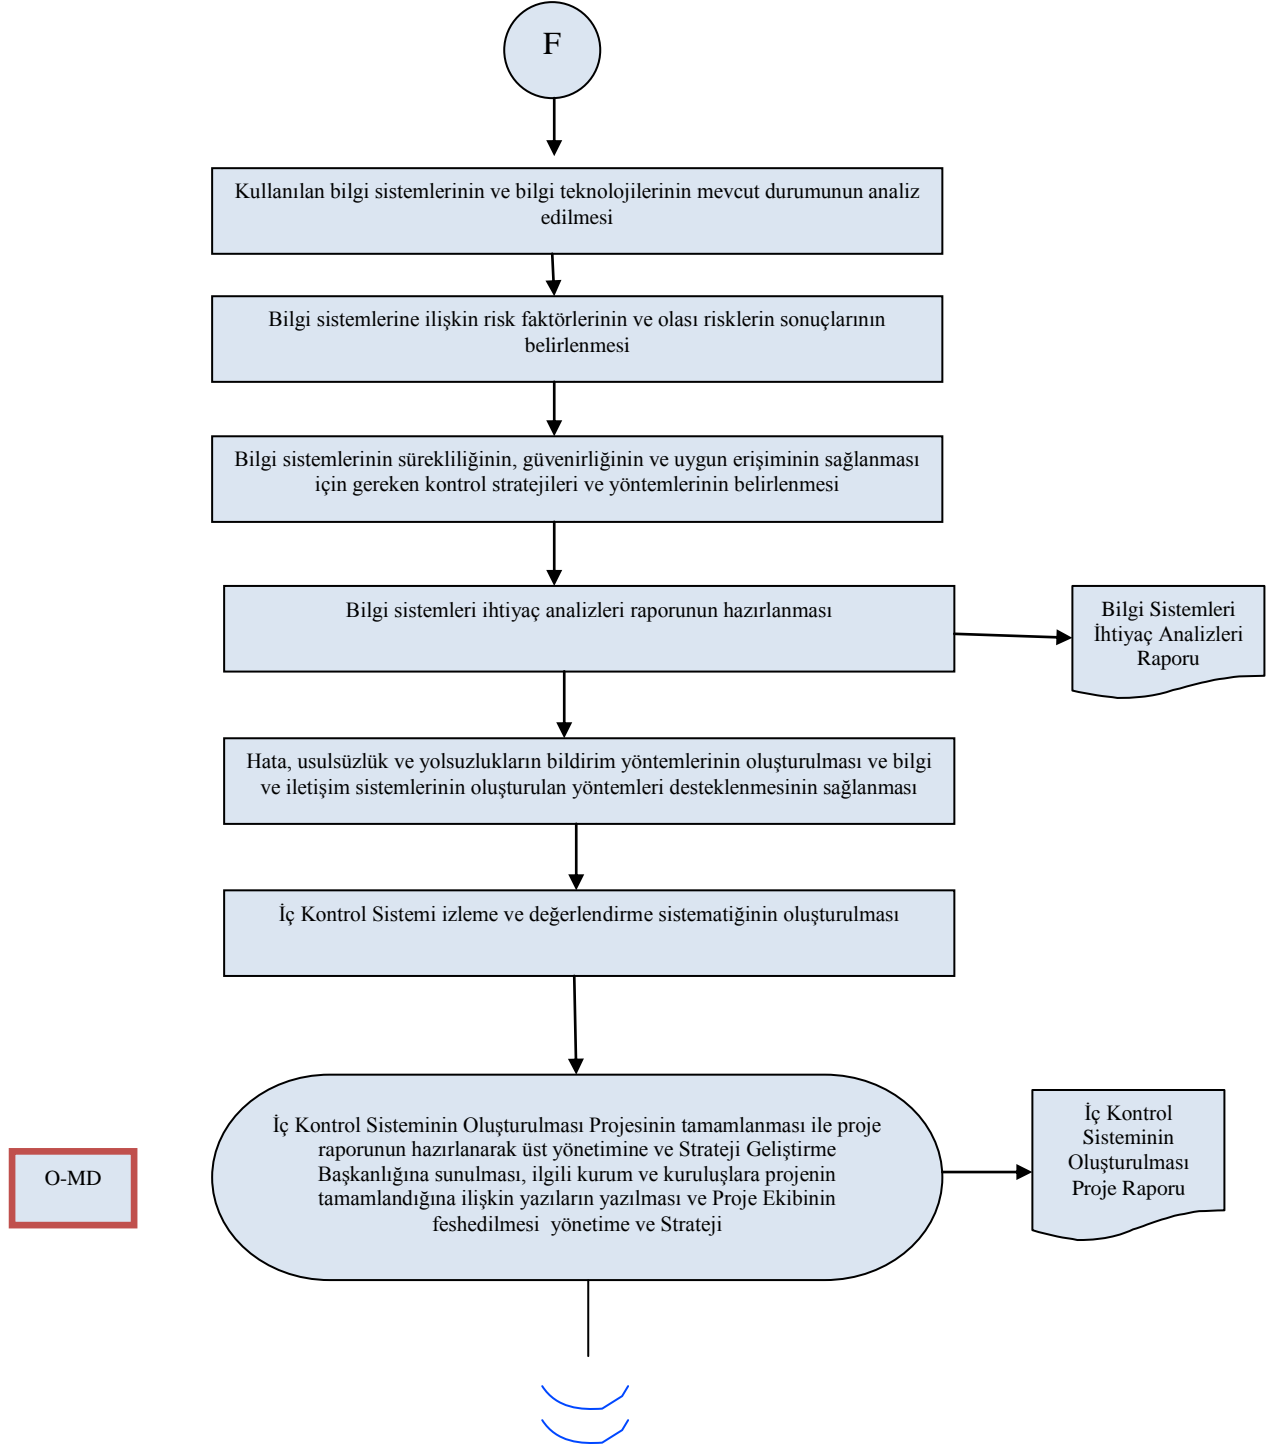 F
Kullanılan bilgi sistemlerinin ve bilgi teknolojilerinin mevcut durumunun analiz
edilmesi
Bilgi sistemlerine ilişkin risk faktörlerinin ve olası risklerin sonuçlarının
belirlenmesi
Bilgi sistemlerinin sürekliliğinin, güvenirliğinin ve uygun erişiminin sağlanması
için gereken kontrol stratejileri ve yöntemlerinin belirlenmesi
Bilgi sistemleri ihtiyaç analizleri raporunun hazırlanması
Bilgi Sistemleri
İhtiyaç Analizleri
Raporu
Hata, usulsüzlük ve yolsuzlukların bildirim yöntemlerinin oluşturulması ve bilgi
ve iletişim sistemlerinin oluşturulan yöntemleri desteklenmesinin sağlanması
İç Kontrol Sistemi izleme ve değerlendirme sistematiğinin oluşturulması
O-MD
İç Kontrol Sisteminin Oluşturulması Projesinin tamamlanması ile proje
raporunun hazırlanarak üst yönetimine ve Strateji Geliştirme
Başkanlığına sunulması, ilgili kurum ve kuruluşlara projenin
tamamlandığına ilişkin yazıların yazılması ve Proje Ekibinin
feshedilmesi  yönetime ve Strateji
İç Kontrol
Sisteminin
Oluşturulması
Proje Raporu